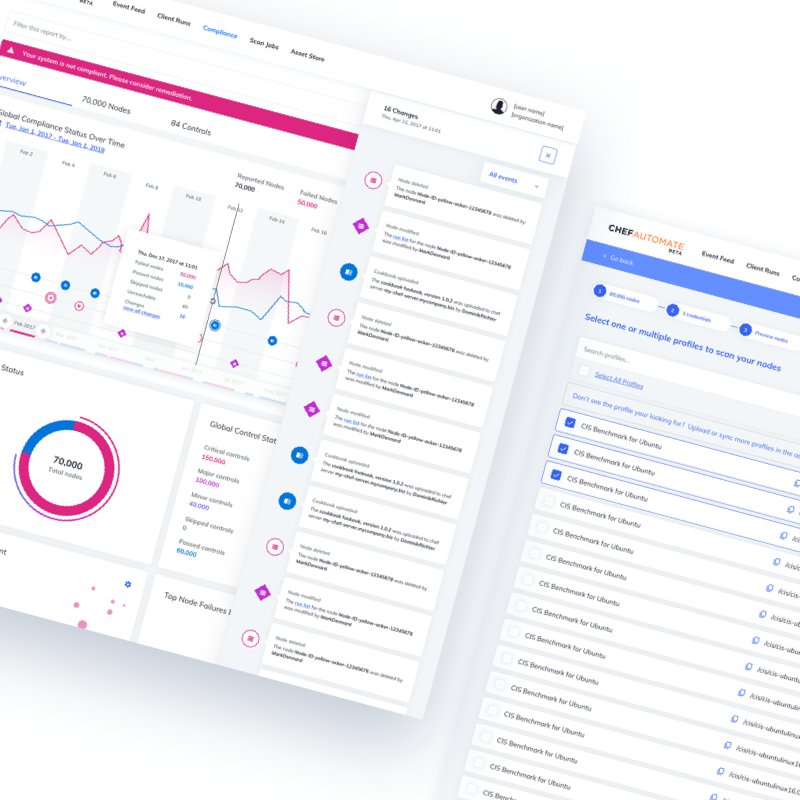 BETA
Event Feed
Client Runs
Compliance
Scan Jobs
Asset Store
Filter this report by...
Your system is not compliant. Please consider remediation.
70,000 Nodes
84 Controls
Global Compliance Status Over Time
Tue, Jan 1, 2017 - Tue, Jan 1, 2018
Reported Nodes
70,000
Failed Nodes
50,000
Feb 2
Feb 4
Feb 6
Feb 8
Feb 10
Feb 14
Feb 16
Thu, Dec 17, 2017 at 11:01
Failed nodes 50,000
Passed nodes 10,000
Skipped nodes 0
Unreachable
Changes 16
View all changes
Feb 2017
Status
70,000
Total nodes
Global Control Stat
Critical controls
150,000
Major controls
100,000
Minor controls
40,000
Skipped controls
0
Passed controls
60,000
Top Node Failures
[user name]
[organization name]
16 Changes
Thu, Apr 21, 2017 at 11:01
All events
Node deleted
The node Node-ID-yellow-acker-12345678 was deleted by
MarkDennard
Node modified
The run list for the node Node-ID-yellow-acker-12345678
was modified by MarkDennard
Cookbook uploaded
The cookbook foobook, version 1.0.2 was uploaded to chef
server my-chef-server.mycompany.biz by DominikRichter
Node deleted
The node Node-ID-yellow-acker-12345678 was deleted by
MarkDennard
Node modified
The run list for the node Node-ID-yellow-acker-12345678
was modified by MarkDennard
Node modified
The run list for the node Node-ID-yellow-acker-12345678
was modified by MarkDennard
Cookbook uploaded
The cookbook foobook, version 1.0.2 was uploaded to chef
server my-chef-server.mycompany.biz by DominikRichter
Cookbook uploaded
The cookbook foobook, version 1.0.2 was uploaded to chef
server my-chef-server.mycompany.biz by DominikRichter
Node deleted
The node Node-ID-yellow-acker-12345678 was deleted by
MarkDennard
Node modified
The run list for the node Node-ID-yellow-acker-12345678
was modified by MarkDennard
Node deleted
The node Node-ID-yellow-acker-12345678 was deleted by
MarkDennard
CHEFAUTOMATE
BETA
Event Feed
Client Runs
Go back
1 80,000 nodes
2 3 credentials
3 Preview nodes
Select one or multiple profiles to scan your nodes
Search profiles...
Select All Profiles
Don't see the profile your looking for? Upload or sync more profiles in the
CIS Benchmark for Ubuntu
CIS Benchmark for Ubuntu
CIS Benchmark for Ubuntu
CIS Benchmark for Ubuntu /ci
CIS Benchmark for Ubuntu /cis/c
CIS Benchmark for Ubuntu /cis/cis
CIS Benchmark for Ubuntu /cis/cis-u
CIS Benchmark for Ubuntu /cis/cis-ub
CIS Benchmark for Ubuntu /cis/cis-ubun
CIS Benchmark for Ubuntu /cis/cis-ubuntu
CIS Benchmark for Ubuntu /cis/cis-ubuntulin
CIS Benchmark for Ubuntu /cis/cis-ubuntulinux
CIS Benchmark for Ubuntu /cis/cis-ubuntulinux1
CIS Benchmark for Ubuntu /cis/cis-ubuntulinux16.0
CIS Benchm